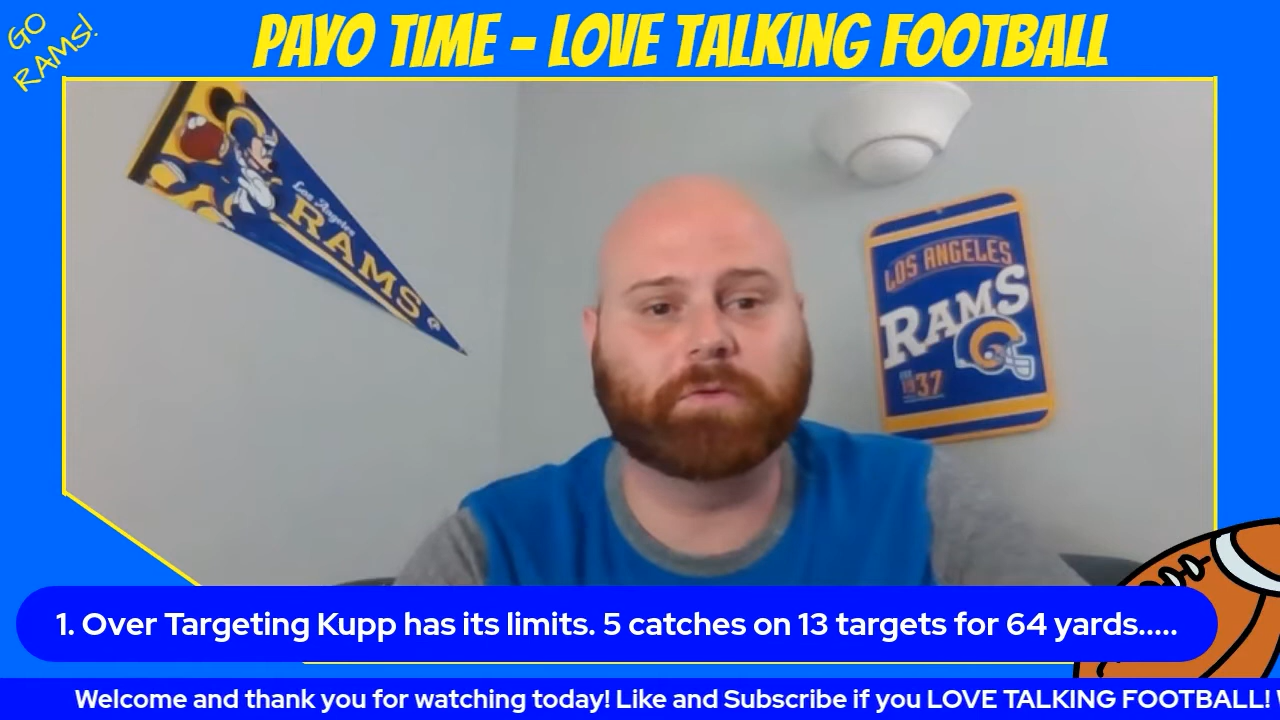 GO
RAMS!
PAYO TIME - LOVE TALKING FOOTBALL
Los Angeles
RAMS
LOS ANGELES
RAMS
1937
1. Over Targeting Kupp has its limits. 5 catches on 13 targets for 64 yards.....
Welcome and thank you for watching today! Like and Subscribe if you LOVE TALKING FOOTBALL!